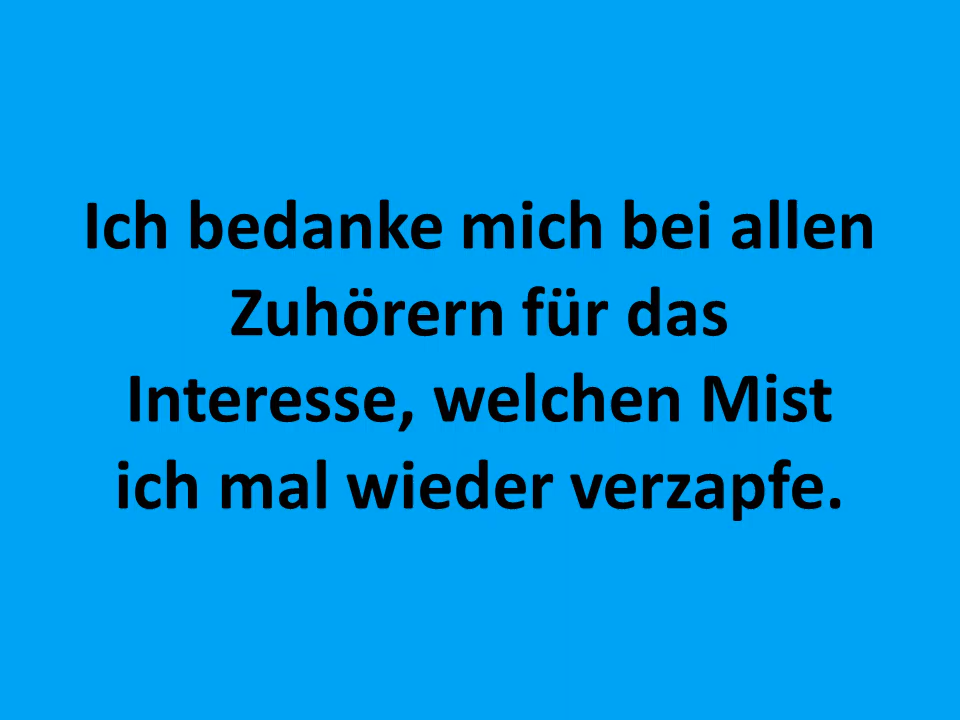 Ich bedanke mich bei allen
Zuhörern für das
Interesse, welchen Mist
ich mal wieder verzapfe.